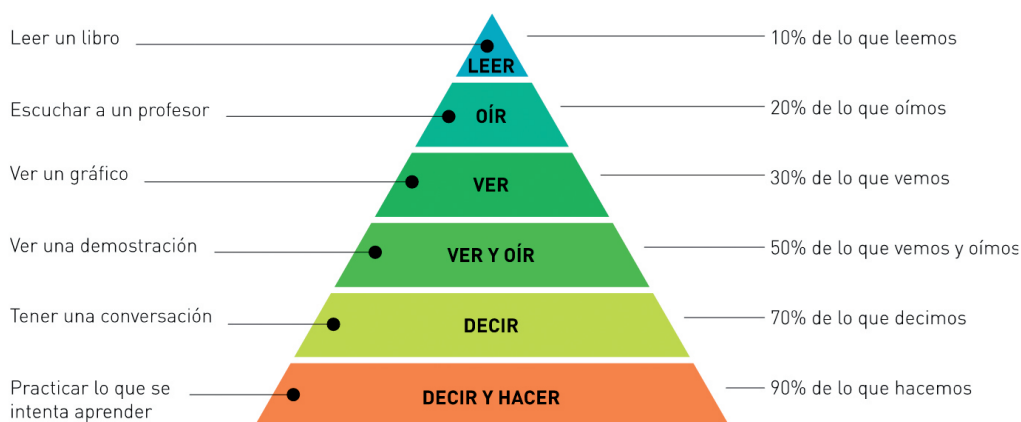 Leer un libro
LEER
10% de lo que leemos
Escuchar a un profesor
OÍR
20% de lo que oímos
Ver un gráfico
VER
30% de lo que vemos
Ver una demostración
VER Y OÍR
50% de lo que vemos y oímos
Tener una conversación
DECIR
70% de lo que decimos
Practicar lo que se
intenta aprender
DECIR Y HACER
90% de lo que hacemos